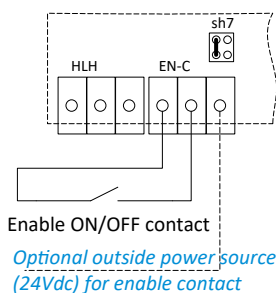 sh7
HLH EN-C
Enable ON/OFF contact
Optional outside power source
(24Vdc) for enable contact